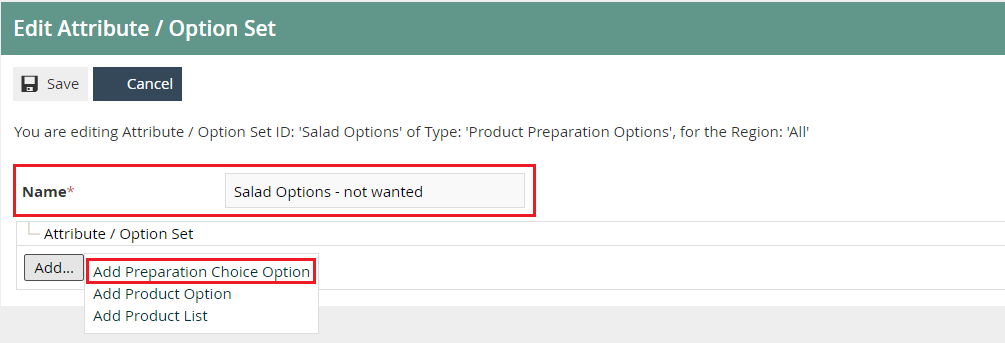 Edit Attribute / Option Set
Save Cancel
You are editing Attribute / Option Set ID: 'Salad Options' of Type: 'Product Preparation Options', for the Region: 'All'
Name* Salad Options - not wanted
Attribute / Option Set
Add... Add Preparation Choice Option
Add Product Option
Add Product List